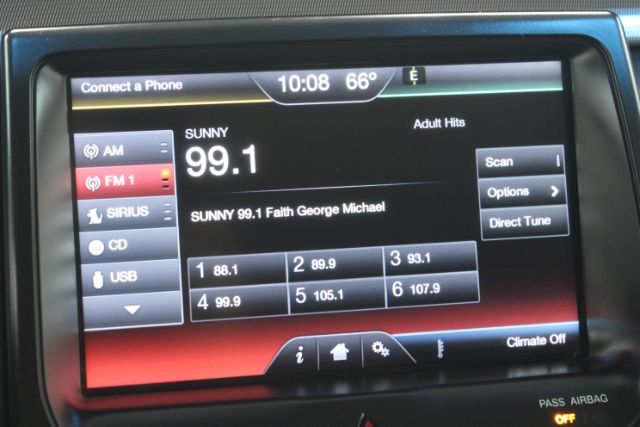 Connect a Phone
10:08 66° E
SUNNY
Adult Hits
99.1
SUNNY 99.1 Faith George Michael
AM
FM 1
SIRIUS
CD
USB
Scan
Options
Direct Tune
1 88.1
2 89.9
3 93.1
4 99.9
5 105.1
6 107.9
i
Climate Off
PASS AIRBAG
OFF